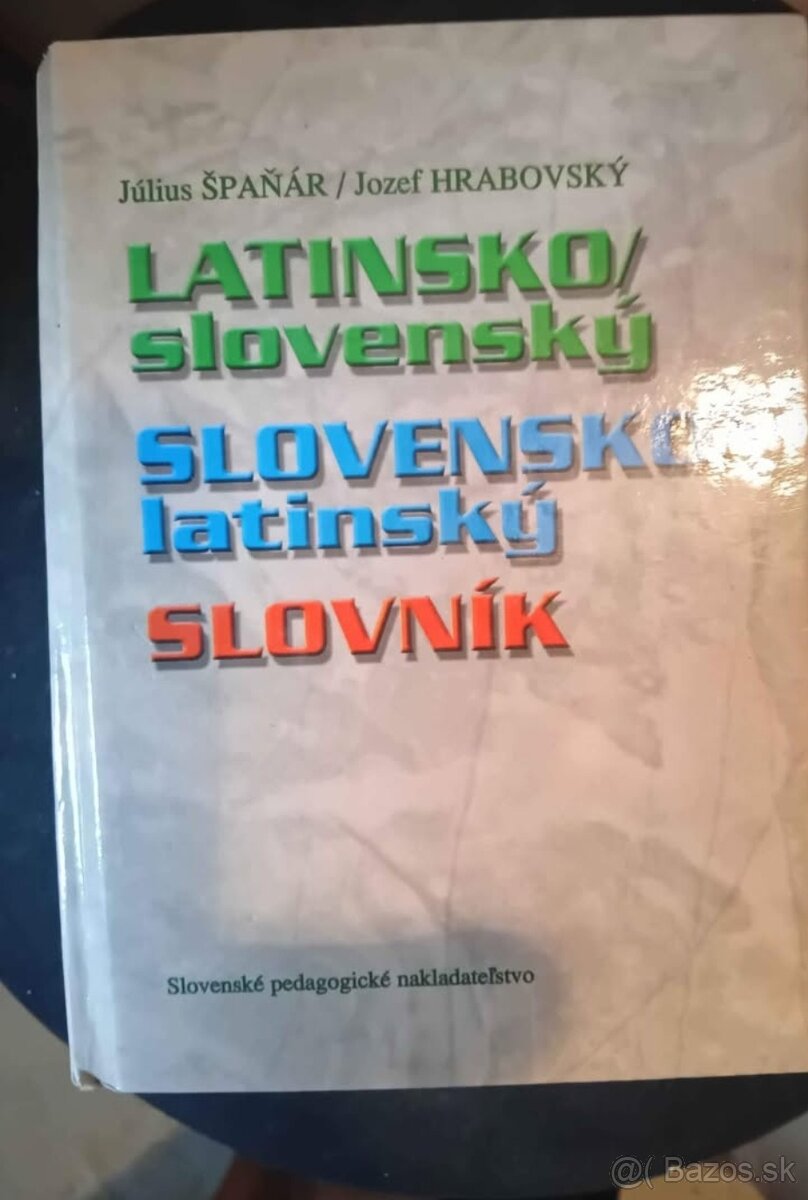 Július ŠPAŇÁR / Jozef HRABOVSKÝ
LATINSKO/
slovenský
SLOVENSKO
latinský
SLOVNÍK
Slovenské pedagogické nakladateľstvo
@( Bazos.sk